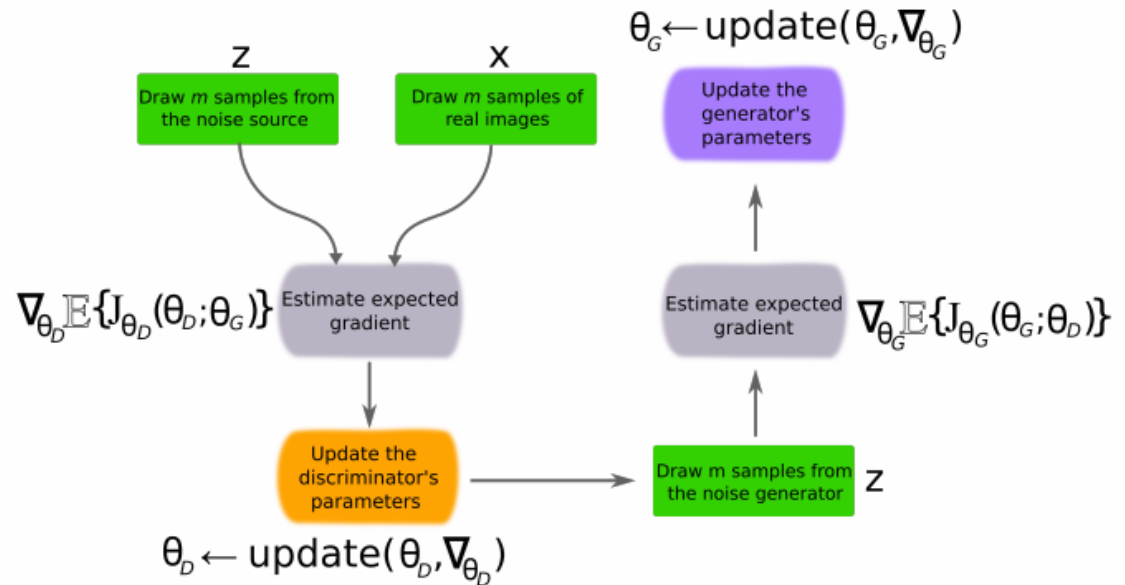 z
Draw m samples from
the noise source
x
Draw m samples of
real images
∇θ_D 𝔼{J_θ_D(θ_D;θ_G)}
Estimate expected
gradient
Update the
discriminator's
parameters
θ_D ← update(θ_D,∇θ_D)
Draw m samples from
the noise generator
z
Estimate expected
gradient
∇θ_G 𝔼{J_θ_G(θ_G;θ_D)}
Update the
generator's
parameters
θ_G ← update(θ_G,∇θ_G)